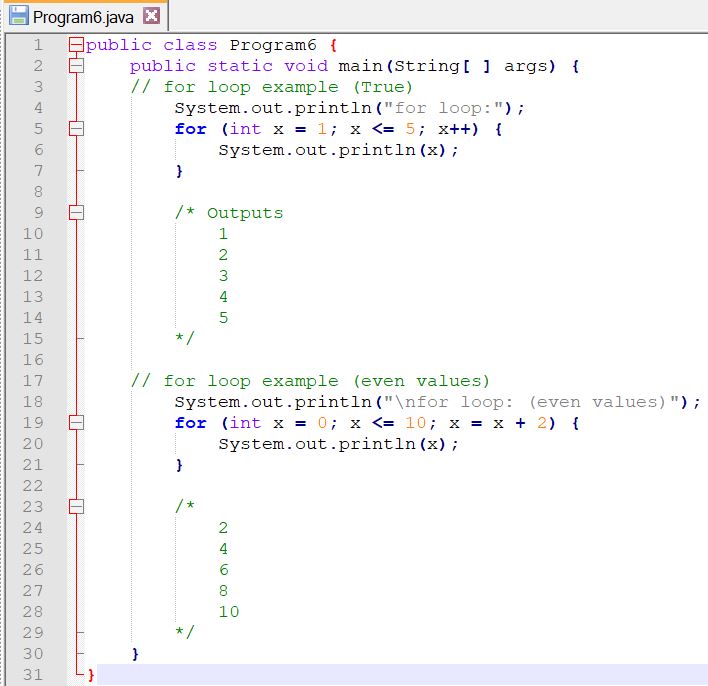 Program6.java
1 public class Program6 {
2     public static void main(String[ ] args) {
3     // for loop example (True)
4         System.out.println("for loop:");
5         for (int x = 1; x <= 5; x++) {
6             System.out.println(x);
7         }
8
9         /* Outputs
10             1
11             2
12             3
13             4
14             5
15         */
16
17     // for loop example (even values)
18         System.out.println("\nfor loop: (even values)");
19         for (int x = 0; x <= 10; x = x + 2) {
20             System.out.println(x);
21         }
22
23         /*
24             2
25             4
26             6
27             8
28             10
29         */
30     }
31 }